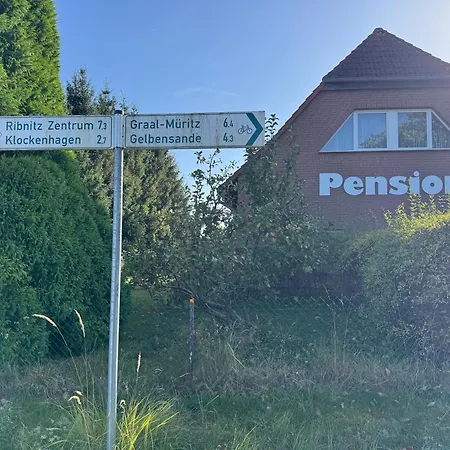 Ribnitz Zentrum 7.3
Klockenhagen 2.7
Graal-Müritz 6.4
Gelbensande 4.3
Pension